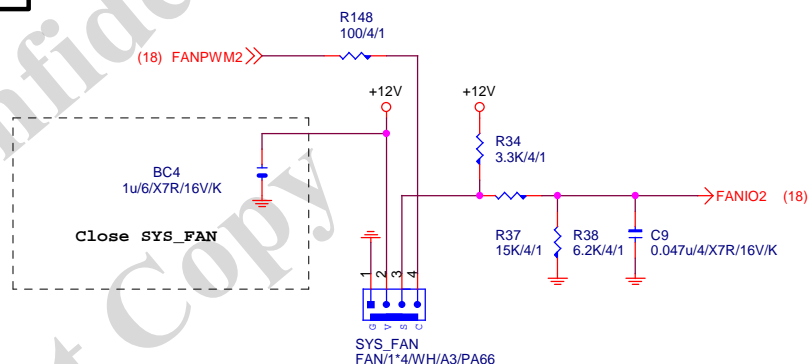 R148
100/4/1
(18) FANPWM2
+12V
+12V
R34
3.3K/4/1
BC4
1u/6/X7R/16V/K
FANIO2 (18)
Close SYS_FAN
R37
15K/4/1
R38
6.2K/4/1
C9
0.047u/4/X7R/16V/K
1
2
3
4
G
V
S
C
SYS_FAN
FAN/1*4/WH/A3/PA66
nfide
t Copy